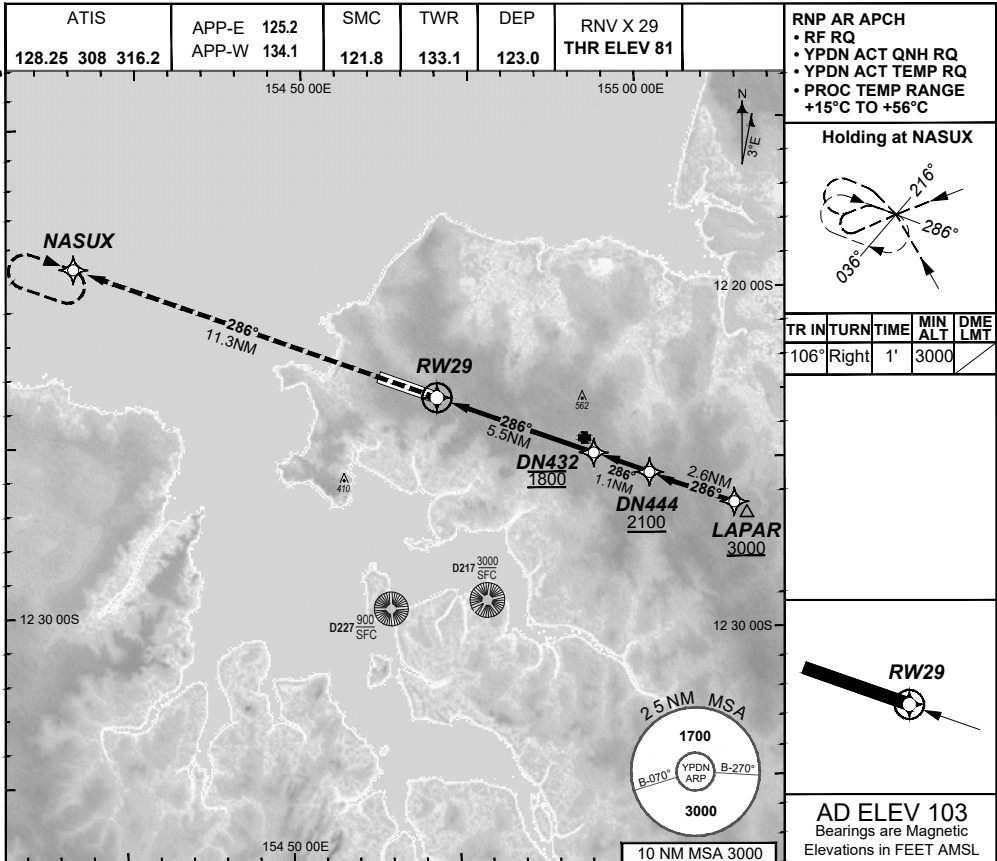 ATIS
128.25 308 316.2
APP-E 125.2
APP-W 134.1
SMC
121.8
TWR
133.1
DEP
123.0
RNV X 29
THR ELEV 81
RNP AR APCH
• RF RQ
• YPDN ACT QNH RQ
• YPDN ACT TEMP RQ
• PROC TEMP RANGE
+15°C TO +56°C
154 50 00E
155 00 00E
N
3°E
Holding at NASUX
216°
286°
036°
TR IN TURN TIME MIN ALT DME LMT
106° Right 1' 3000
NASUX
12 20 00S
286°
11.3NM
RW29
562
286°
5.5NM
DN432
1800
286°
1.1NM
2.6NM
286°
DN444
2100
LAPAR
3000
410
D217 3000
SFC
D227 900
SFC
12 30 00S
12 30 00S
RW29
25 NM MSA
1700
B-070°
YPDN
ARP
B-270°
3000
154 50 00E
10 NM MSA 3000
AD ELEV 103
Bearings are Magnetic
Elevations in FEET AMSL